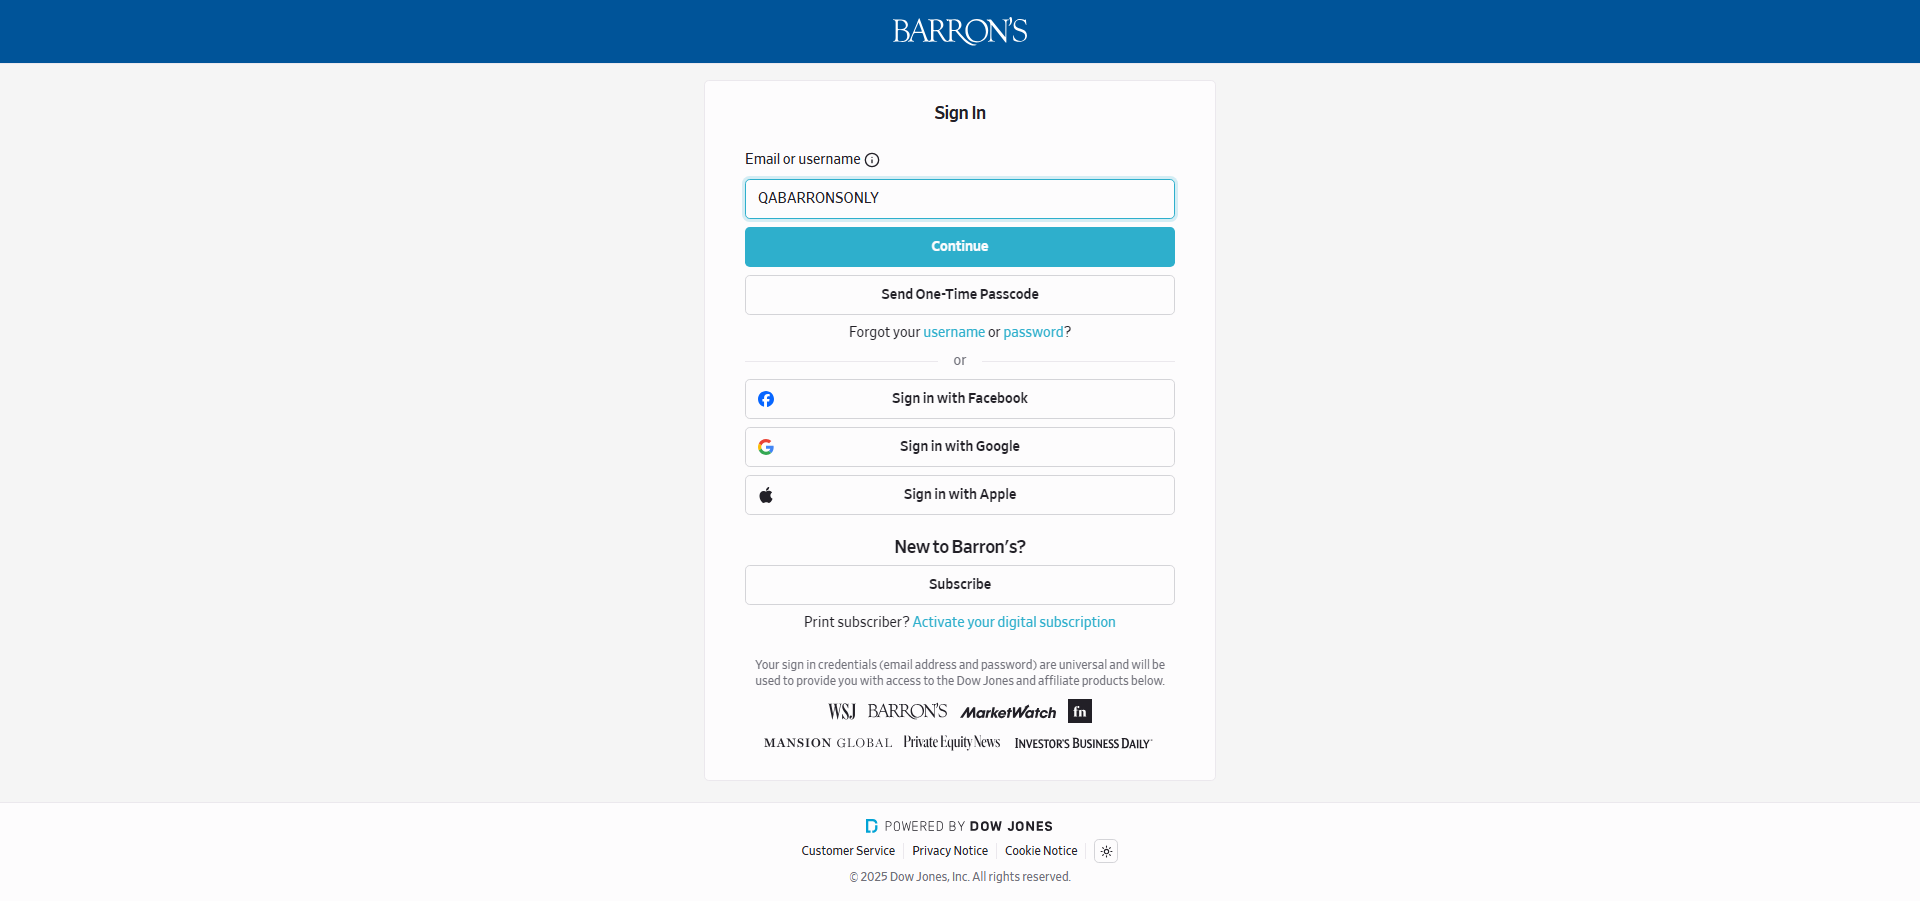 BARRON'S
Sign In
Email or username
QABARRONSONLY
Continue
Send One-Time Passcode
Forgot your username or password?
or
Sign in with Facebook
Sign in with Google
Sign in with Apple
New to Barron's?
Subscribe
Print subscriber? Activate your digital subscription
Your sign in credentials (email address and password) are universal and will be
used to provide you with access to the Dow Jones and affiliate products below.
WSJ BARRON'S MarketWatch fn
MANSION GLOBAL Private Equity News INVESTOR'S BUSINESS DAILY
POWERED BY DOW JONES
Customer Service Privacy Notice Cookie Notice
© 2025 Dow Jones, Inc. All rights reserved.